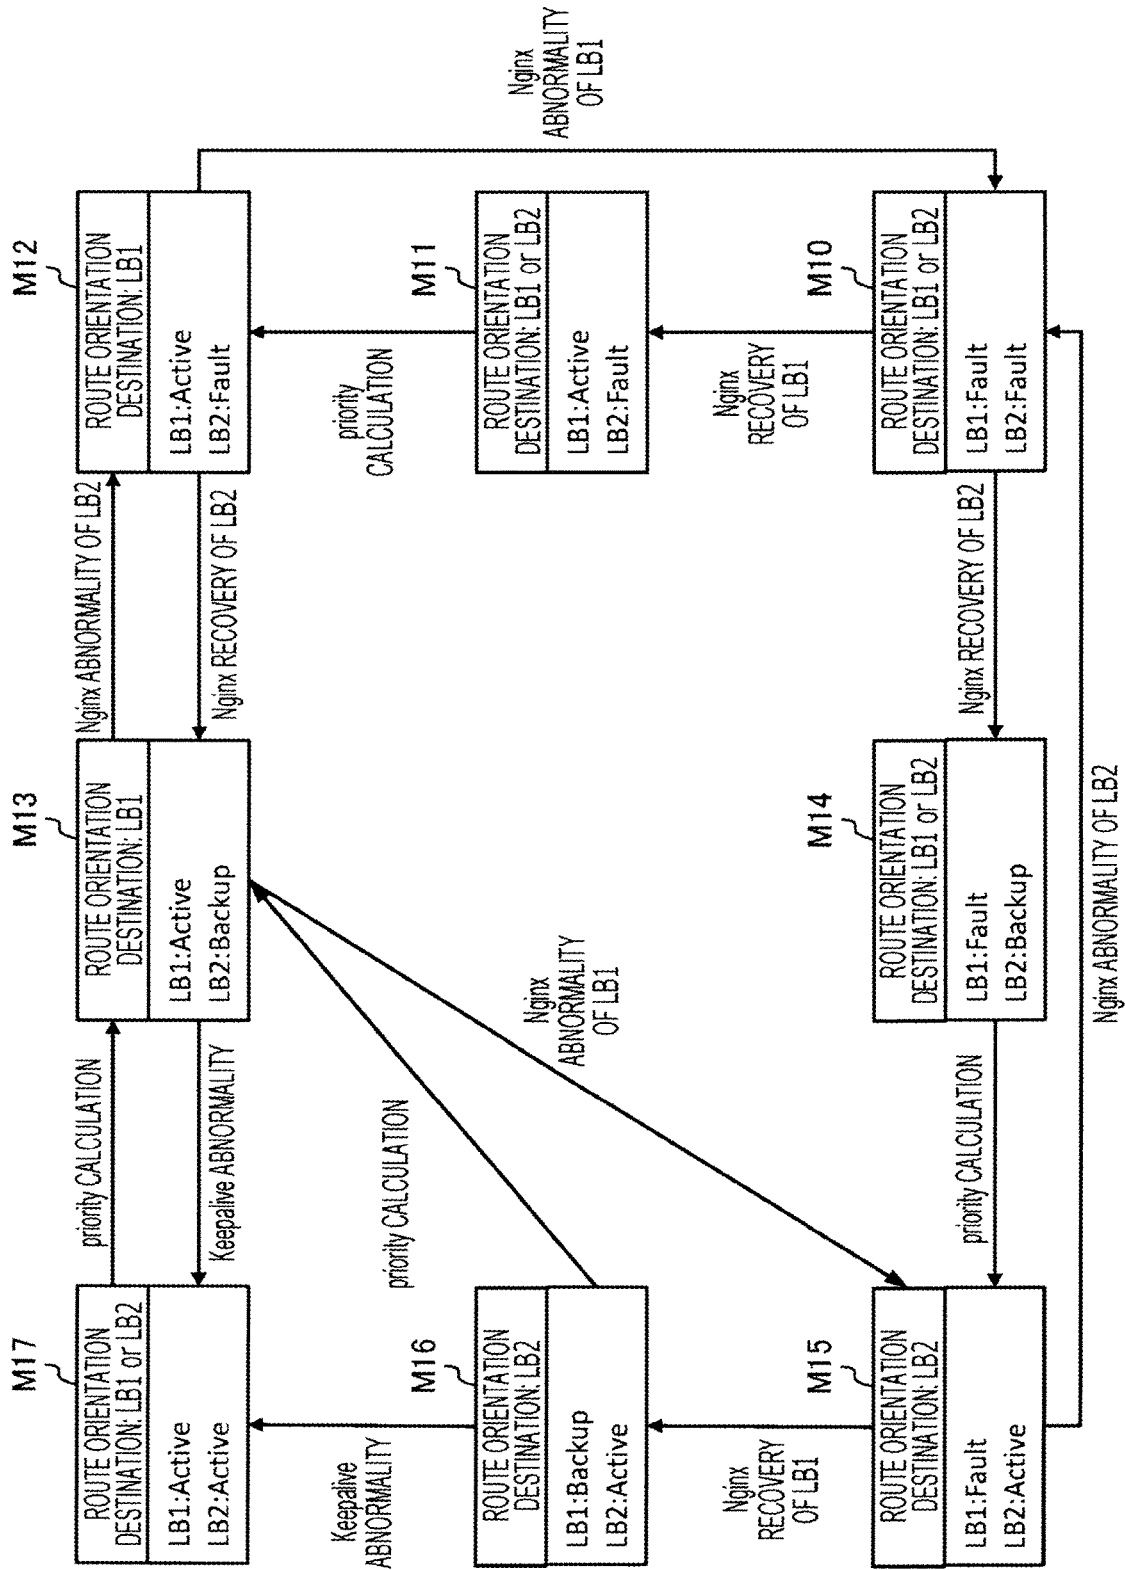 M17
ROUTE ORIENTATION
DESTINATION: LB1 or LB2
LB1:Active
LB2:Active
priority CALCULATION
Keepalive ABNORMALITY
M13
ROUTE ORIENTATION
DESTINATION: LB1
LB1:Active
LB2:Backup
Nginx ABNORMALITY OF LB2
Nginx RECOVERY OF LB2
M12
ROUTE ORIENTATION
DESTINATION: LB1
LB1:Active
LB2:Fault
Nginx
ABNORMALITY
OF LB1
Keepalive
ABNORMALITY
priority CALCULATION
Nginx
ABNORMALITY
OF LB1
priority
CALCULATION
M16
ROUTE ORIENTATION
DESTINATION: LB2
LB1:Backup
LB2:Active
M11
ROUTE ORIENTATION
DESTINATION: LB1 or LB2
LB1:Active
LB2:Fault
Nginx
RECOVERY
OF LB1
Nginx
RECOVERY
OF LB1
M15
ROUTE ORIENTATION
DESTINATION: LB2
LB1:Fault
LB2:Active
priority CALCULATION
M14
ROUTE ORIENTATION
DESTINATION: LB1 or LB2
LB1:Fault
LB2:Backup
Nginx RECOVERY OF LB2
M10
ROUTE ORIENTATION
DESTINATION: LB1 or LB2
LB1:Fault
LB2:Fault
Nginx ABNORMALITY OF LB2